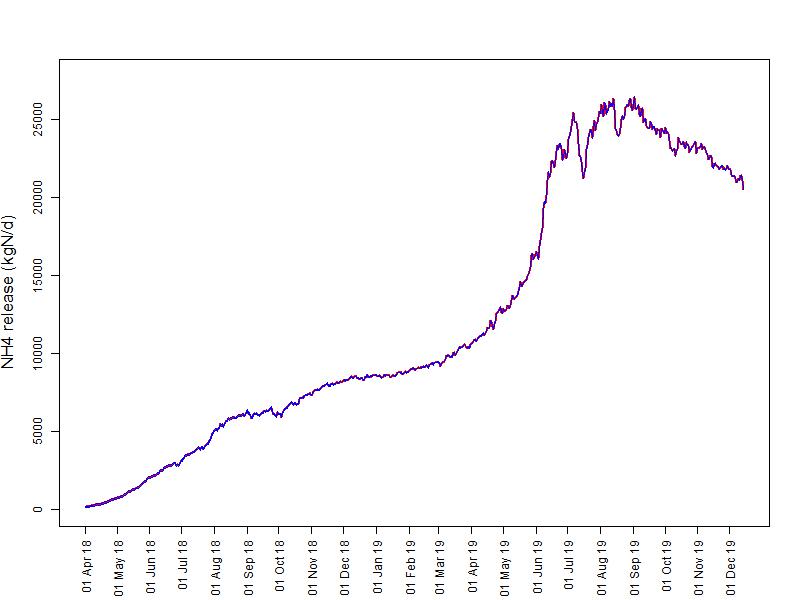 NH4 release (kgN/d)
25000
20000
15000
10000
5000
0
01 Apr 18
01 May 18
01 Jun 18
01 Jul 18
01 Aug 18
01 Sep 18
01 Oct 18
01 Nov 18
01 Dec 18
01 Jan 19
01 Feb 19
01 Mar 19
01 Apr 19
01 May 19
01 Jun 19
01 Jul 19
01 Aug 19
01 Sep 19
01 Oct 19
01 Nov 19
01 Dec 19